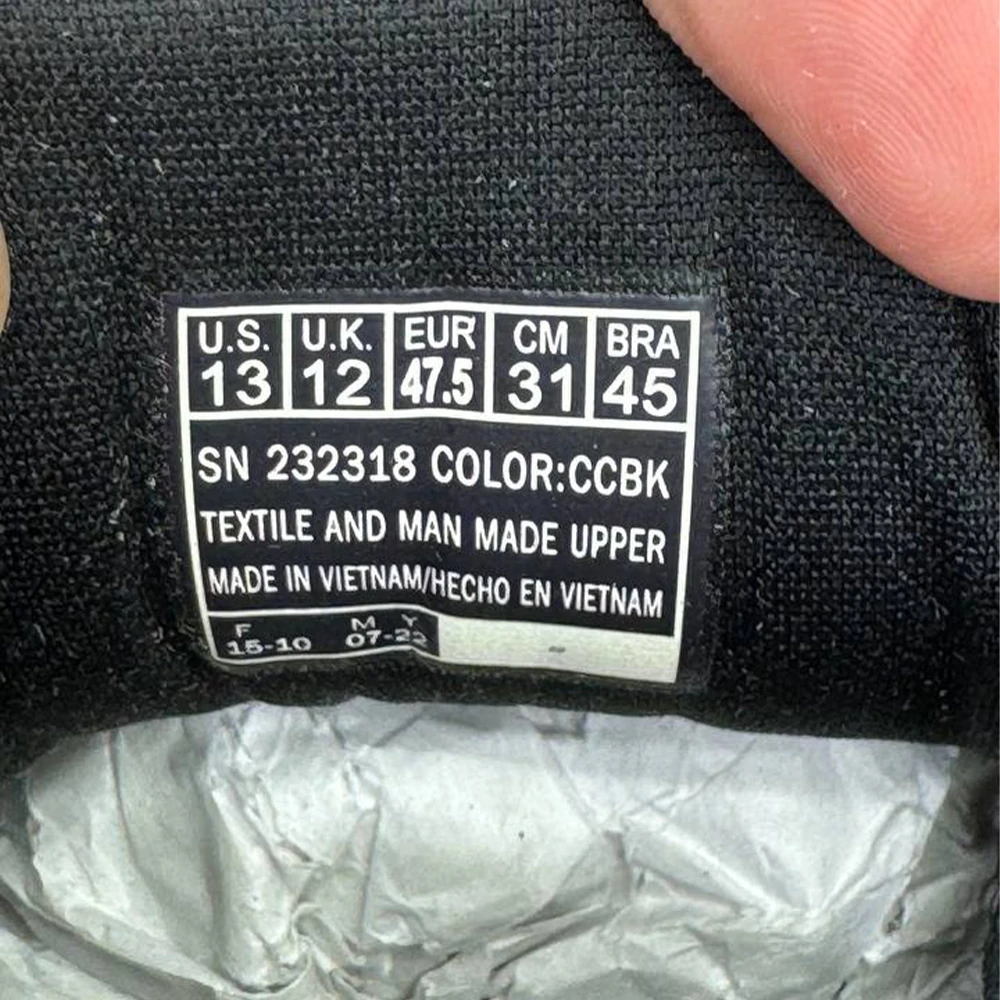 U.S. U.K. EUR CM BRA
13 12 47.5 31 45
SN 232318 COLOR:CCBK
TEXTILE AND MAN MADE UPPER
MADE IN VIETNAM/HECHO EN VIETNAM
F M Y
15-10 07-22